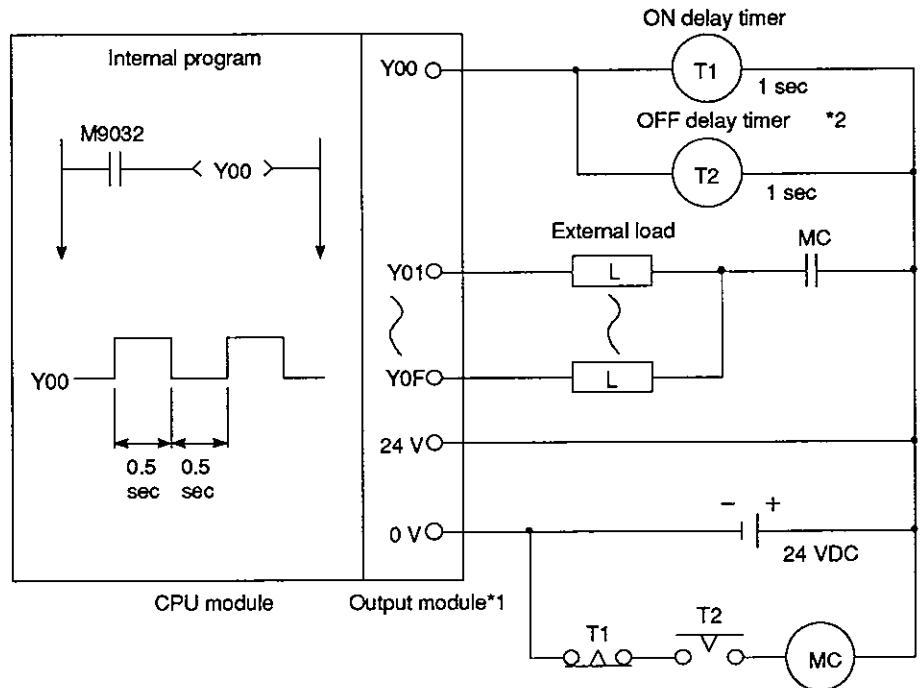 ON delay timer
Internal program
Y00
T1
1 sec
OFF delay timer *2
M9032
Y00
T2
1 sec
External load
MC
Y01
L
Y00
Y0F
L
24 V
0.5 sec
0.5 sec
0 V
− +
24 VDC
CPU module
Output module*1
T1
T2
MC